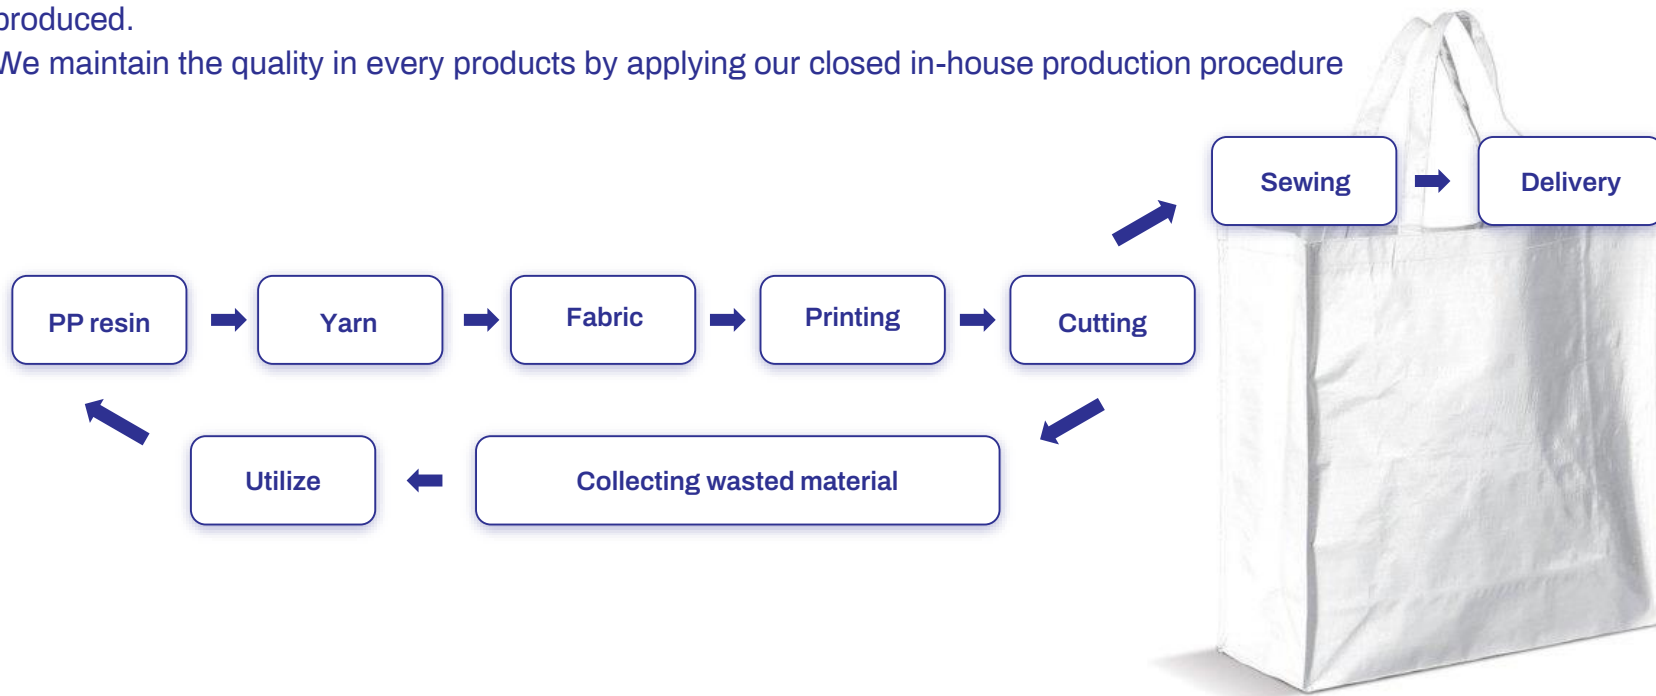 produced.
We maintain the quality in every products by applying our closed in-house production procedure
Sewing
Delivery
PP resin
Yarn
Fabric
Printing
Cutting
Utilize
Collecting wasted material